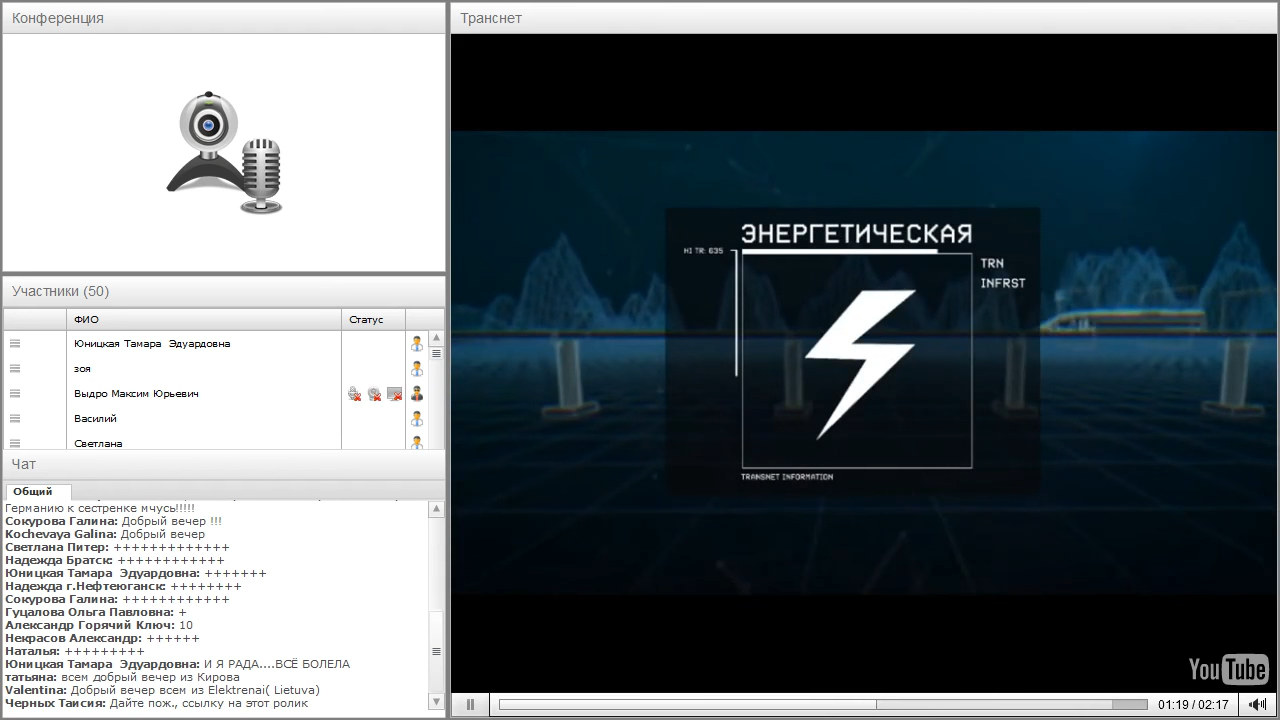 Конференция
Участники (50)
ФИО Статус
Юницкая Тамара Эдуардовна
зоя
Выдро Максим Юрьевич
Василий
Светлана
Чат
Общий
Германию к сестренке мчусь!!!!!
Сокурова Галина: Добрый вечер !!!
Kochevaya Galina: Добрый вечер
Светлана Питер: +++++++++++++
Надежда Братск: ++++++++++++
Юницкая Тамара Эдуардовна: +++++++
Надежда г.Нефтеюганск: ++++++++
Сокурова Галина: ++++++++++++
Гуцалова Ольга Павловна: +
Александр Горячий Ключ: 10
Некрасов Александр: ++++++
Наталья: +++++++++
Юницкая Тамара Эдуардовна: И Я РАДА....ВСЁ БОЛЕЛА
татьяна: всем добрый вечер из Кирова
Valentina: Добрый вечер всем из Elektrenai( Lietuva)
Черных Таисия: Дайте пож., ссылку на этот ролик
Транснет
ЭНЕРГЕТИЧЕСКАЯ
HI TR: 635
TRN
INFRST
TRANSNET INFORMATION
YouTube
01:19 / 02:17